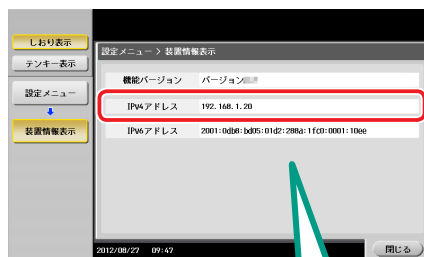 しおり表示
テンキー表示
設定メニュー > 装置情報表示
機能バージョン バージョン
設定メニュー
IPv4アドレス 192.168.1.20
装置情報表示
IPv6アドレス 2001:0db8:bd05:01d2:288a:1fc0:0001:10ee
2012/08/27 09:47
閉じる